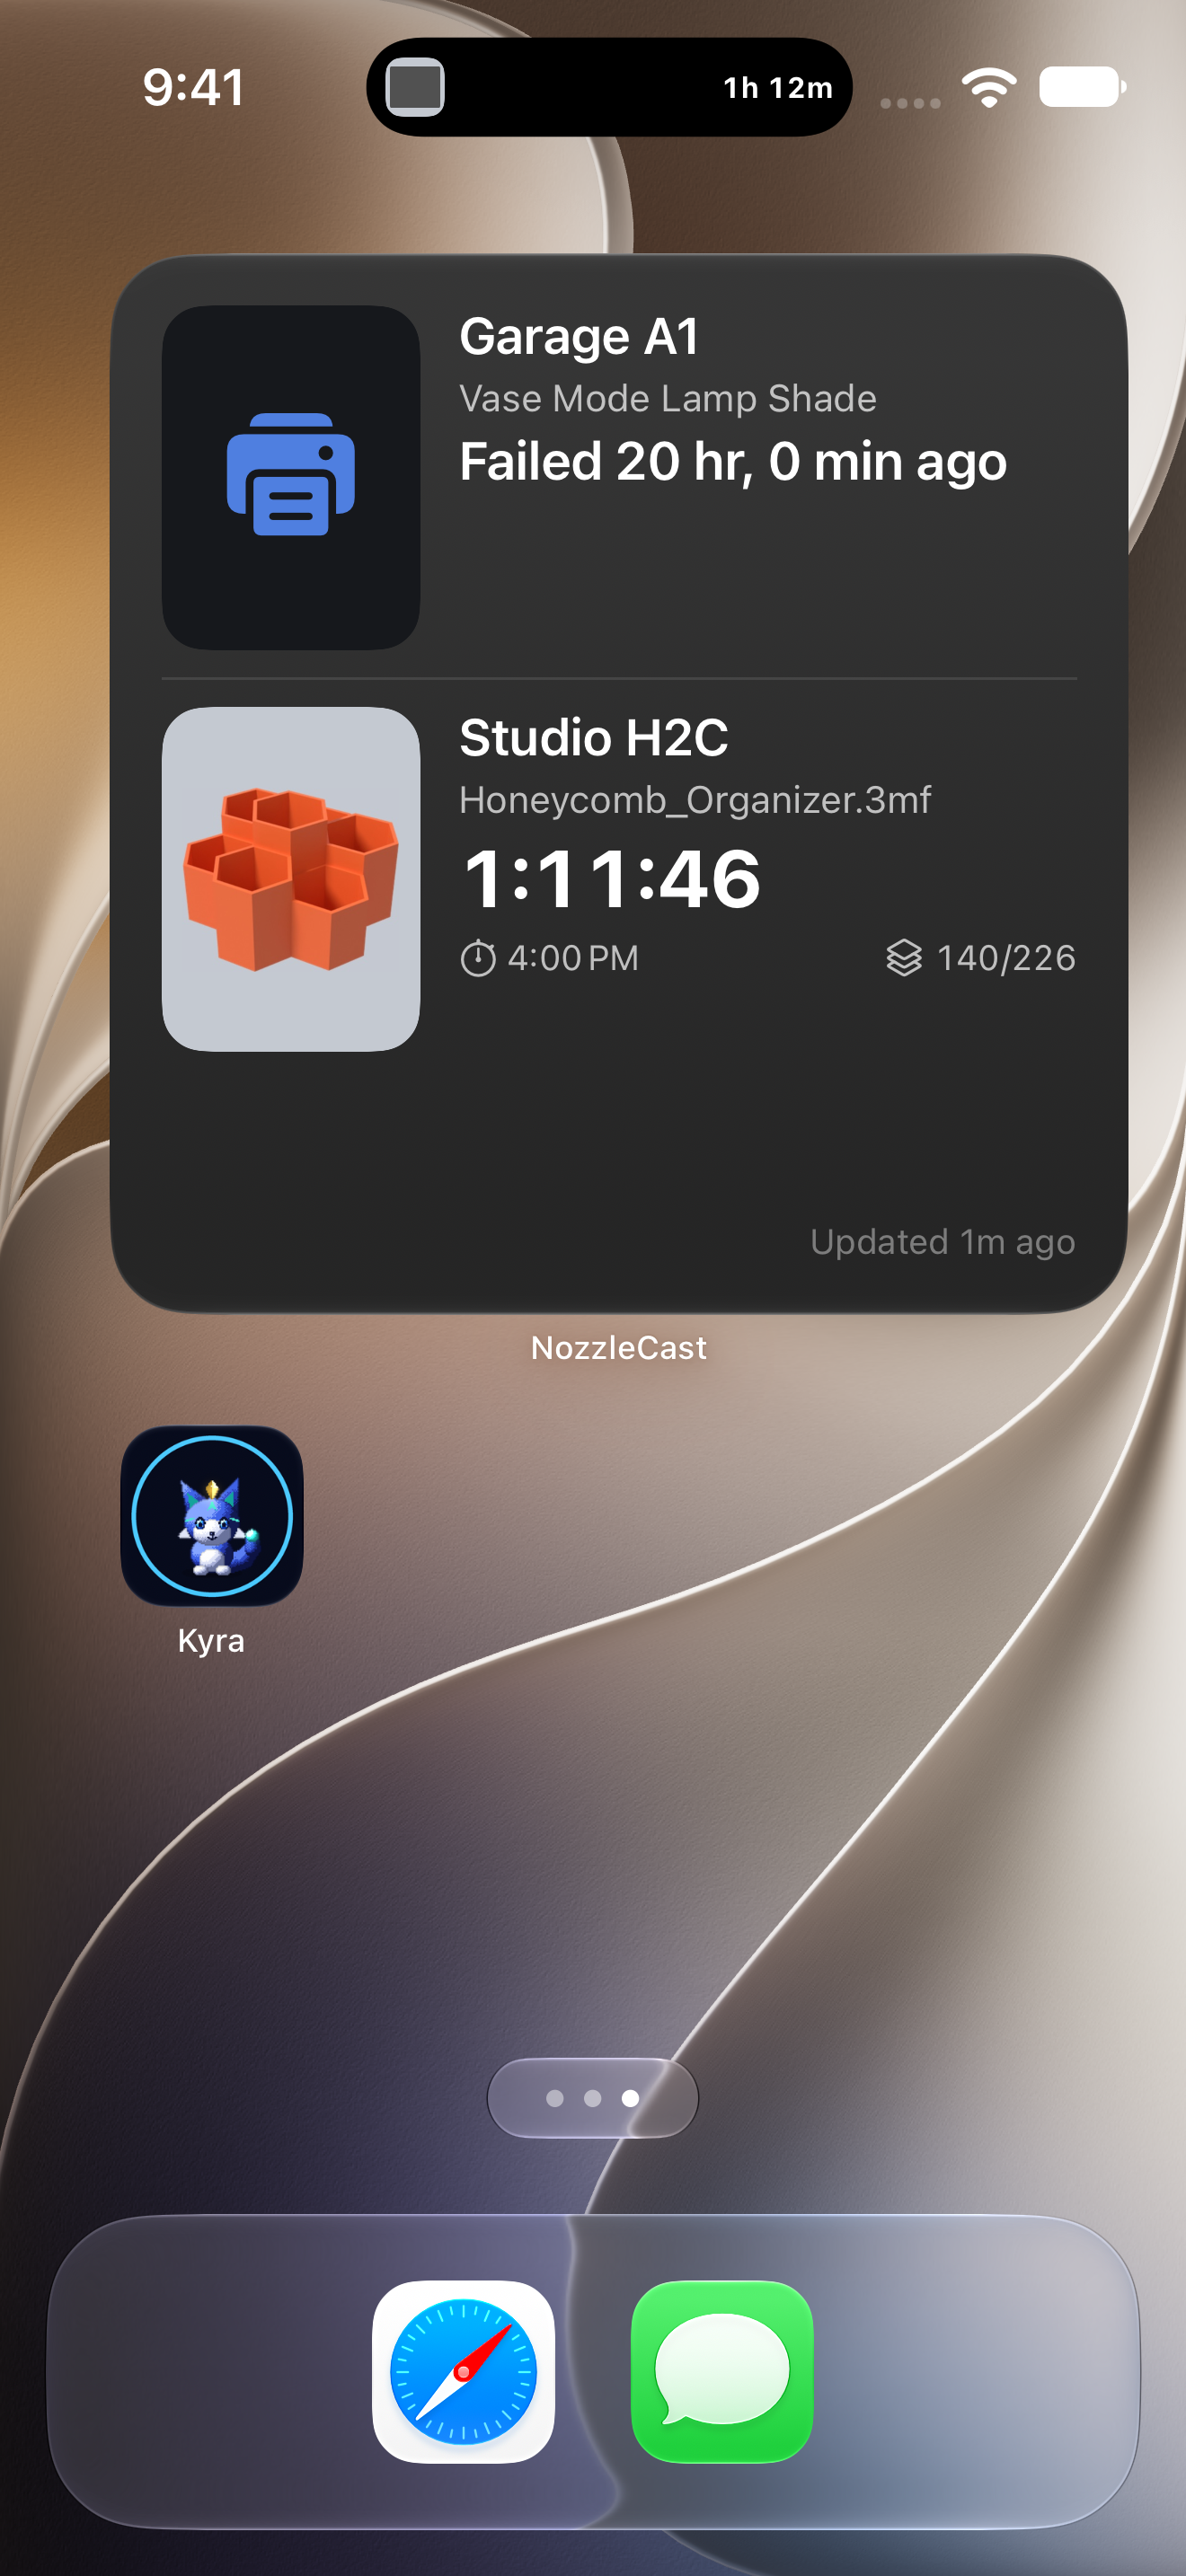 9:41
1h 12m
Garage A1
Vase Mode Lamp Shade
Failed 20 hr, 0 min ago
Studio H2C
Honeycomb_Organizer.3mf
1:11:46
4:00 PM 140/226
Updated 1m ago
NozzleCast
Kyra